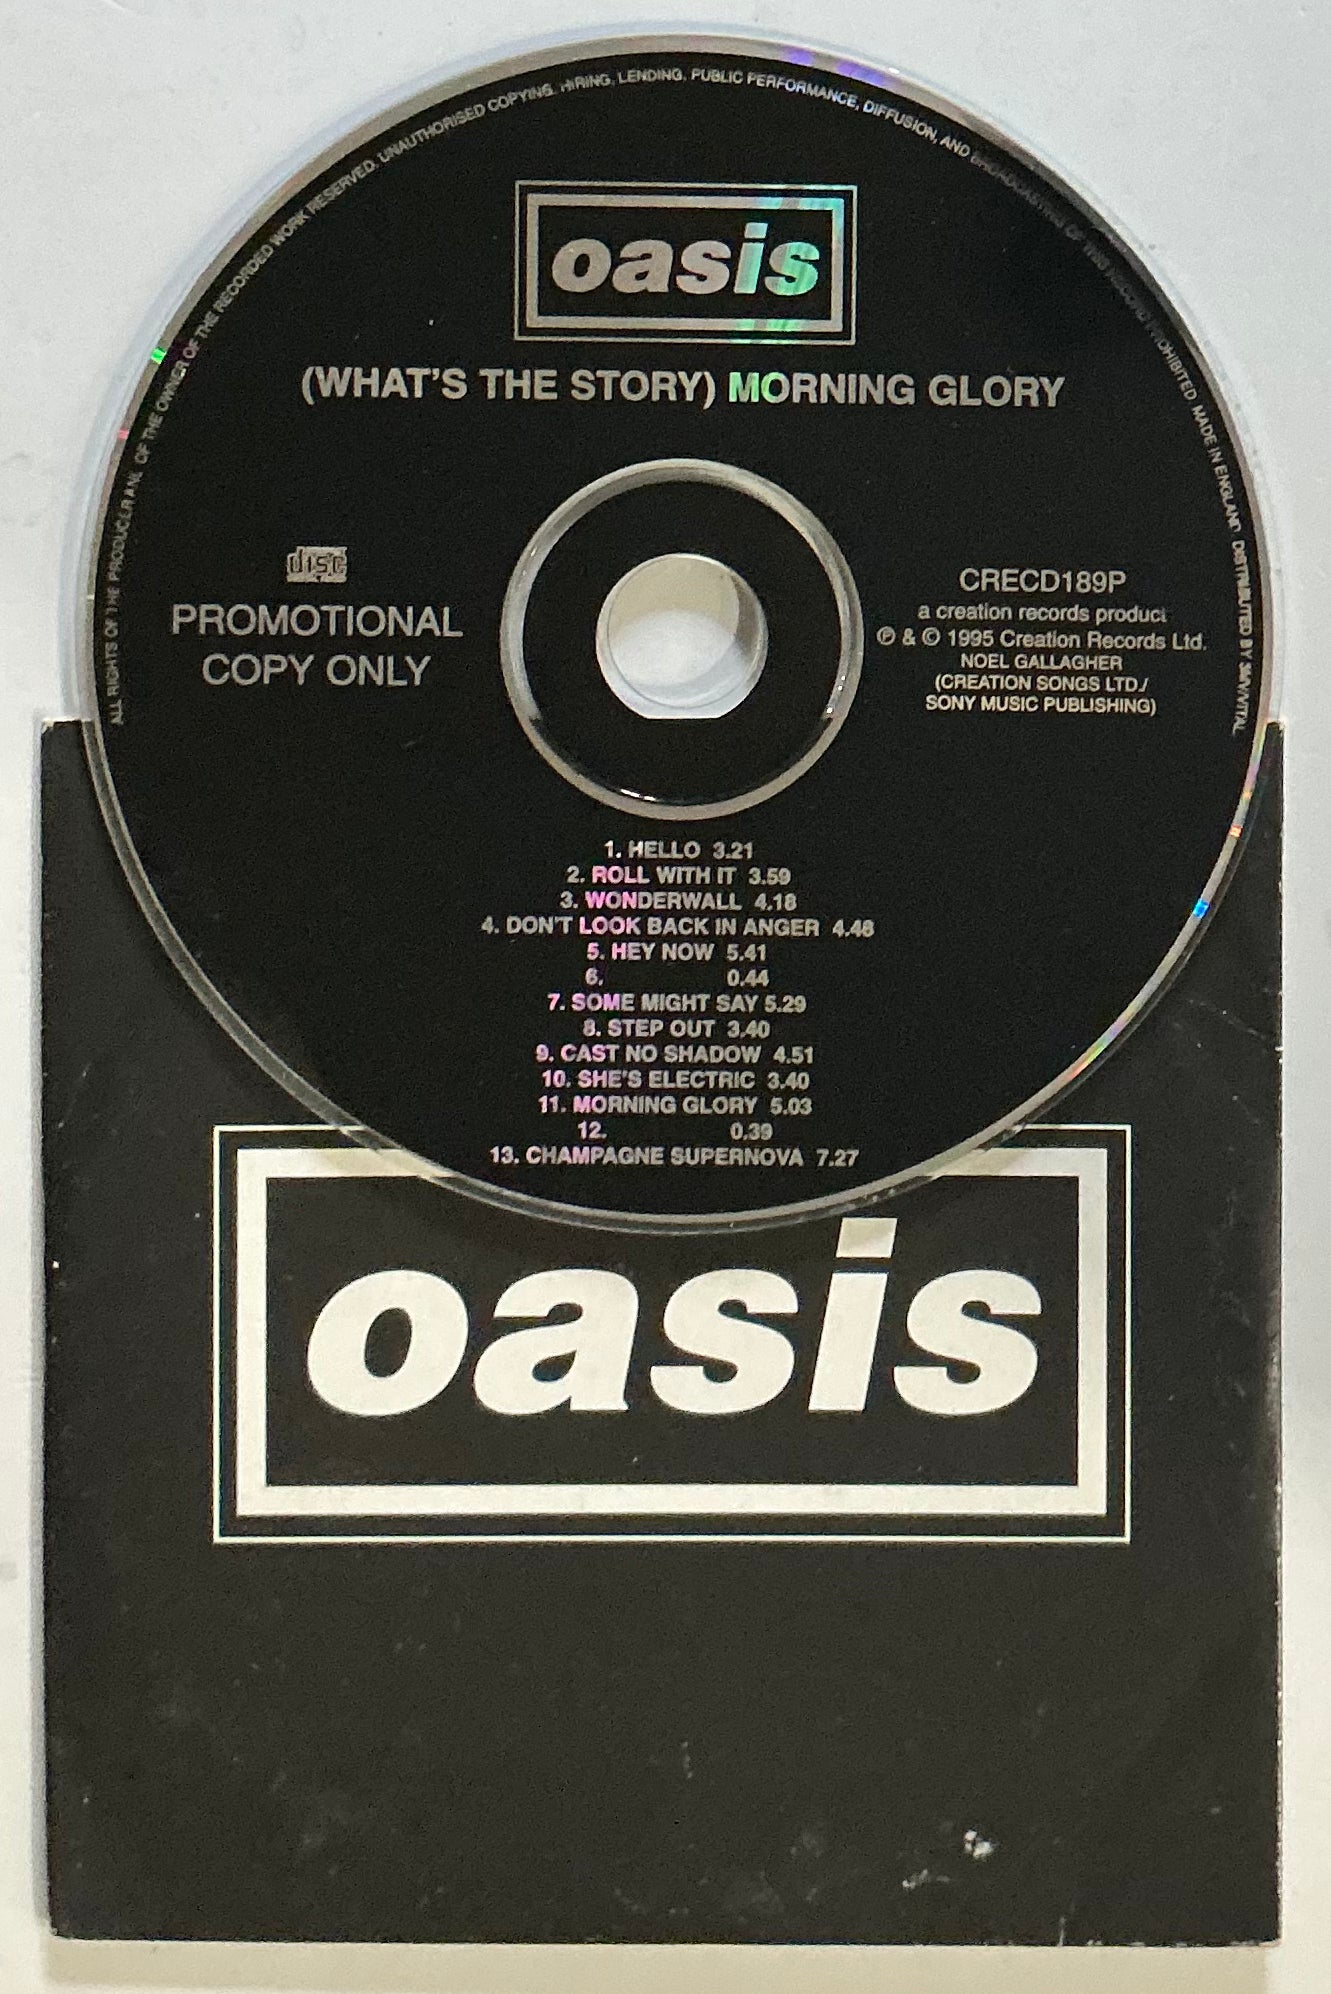 ALL RIGHTS OF THE PRODUCER AND OF THE OWNER OF THE RECORDED WORK RESERVED. UNAUTHORISED COPYING, HIRING, LENDING, PUBLIC PERFORMANCE, DIFFUSION, AND BROADCASTING OF THIS RECORD PROHIBITED MADE IN ENGLAND. DISTRIBUTED BY 3MV/VITAL
oasis
(WHAT'S THE STORY) MORNING GLORY
disc
PROMOTIONAL
COPY ONLY
CRECD189P
a creation records product
℗ & © 1995 Creation Records Ltd.
NOEL GALLAGHER
(CREATION SONGS LTD./
SONY MUSIC PUBLISHING)
1. HELLO 3.21
2. ROLL WITH IT 3.59
3. WONDERWALL 4.18
4. DON'T LOOK BACK IN ANGER 4.48
5. HEY NOW 5.41
6. 0.44
7. SOME MIGHT SAY 5.29
8. STEP OUT 3.40
9. CAST NO SHADOW 4.51
10. SHE'S ELECTRIC 3.40
11. MORNING GLORY 5.03
12. 0.39
13. CHAMPAGNE SUPERNOVA 7.27
oasis